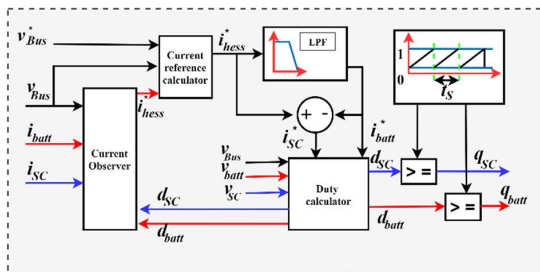 v*Bus
i*hess
LPF
Current
reference
calculator
1
0
tS
vBus
i*hess
+ -
ibatt
Current
Observer
i*SC
i*batt
iSC
vBus
vbatt
vSC
Duty
calculator
dSC
> =
qSC
dSC
dbatt
dbatt
> =
qbatt